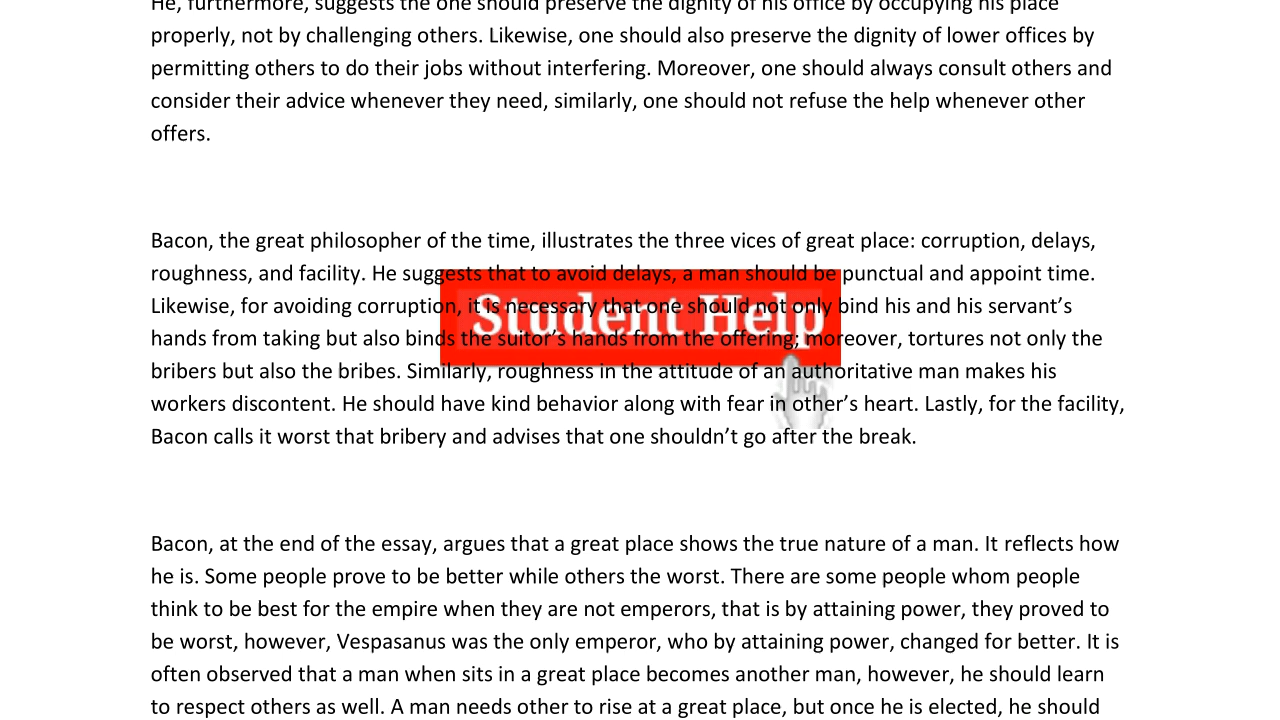 He, furthermore, suggests the one should preserve the dignity of his office by occupying his place
properly, not by challenging others. Likewise, one should also preserve the dignity of lower offices by
permitting others to do their jobs without interfering. Moreover, one should always consult others and
consider their advice whenever they need, similarly, one should not refuse the help whenever other
offers.
Bacon, the great philosopher of the time, illustrates the three vices of great place: corruption, delays,
roughness, and facility. He suggests that to avoid delays, a man should be punctual and appoint time.
Likewise, for avoiding corruption, it is necessary that one should not only bind his and his servant’s
Student Help
hands from taking but also binds the suitor’s hands from the offering; moreover, tortures not only the
bribers but also the bribes. Similarly, roughness in the attitude of an authoritative man makes his
workers discontent. He should have kind behavior along with fear in other’s heart. Lastly, for the facility,
Bacon calls it worst that bribery and advises that one shouldn’t go after the break.
Bacon, at the end of the essay, argues that a great place shows the true nature of a man. It reflects how
he is. Some people prove to be better while others the worst. There are some people whom people
think to be best for the empire when they are not emperors, that is by attaining power, they proved to
be worst, however, Vespasanus was the only emperor, who by attaining power, changed for better. It is
often observed that a man when sits in a great place becomes another man, however, he should learn
to respect others as well. A man needs other to rise at a great place, but once he is elected, he should